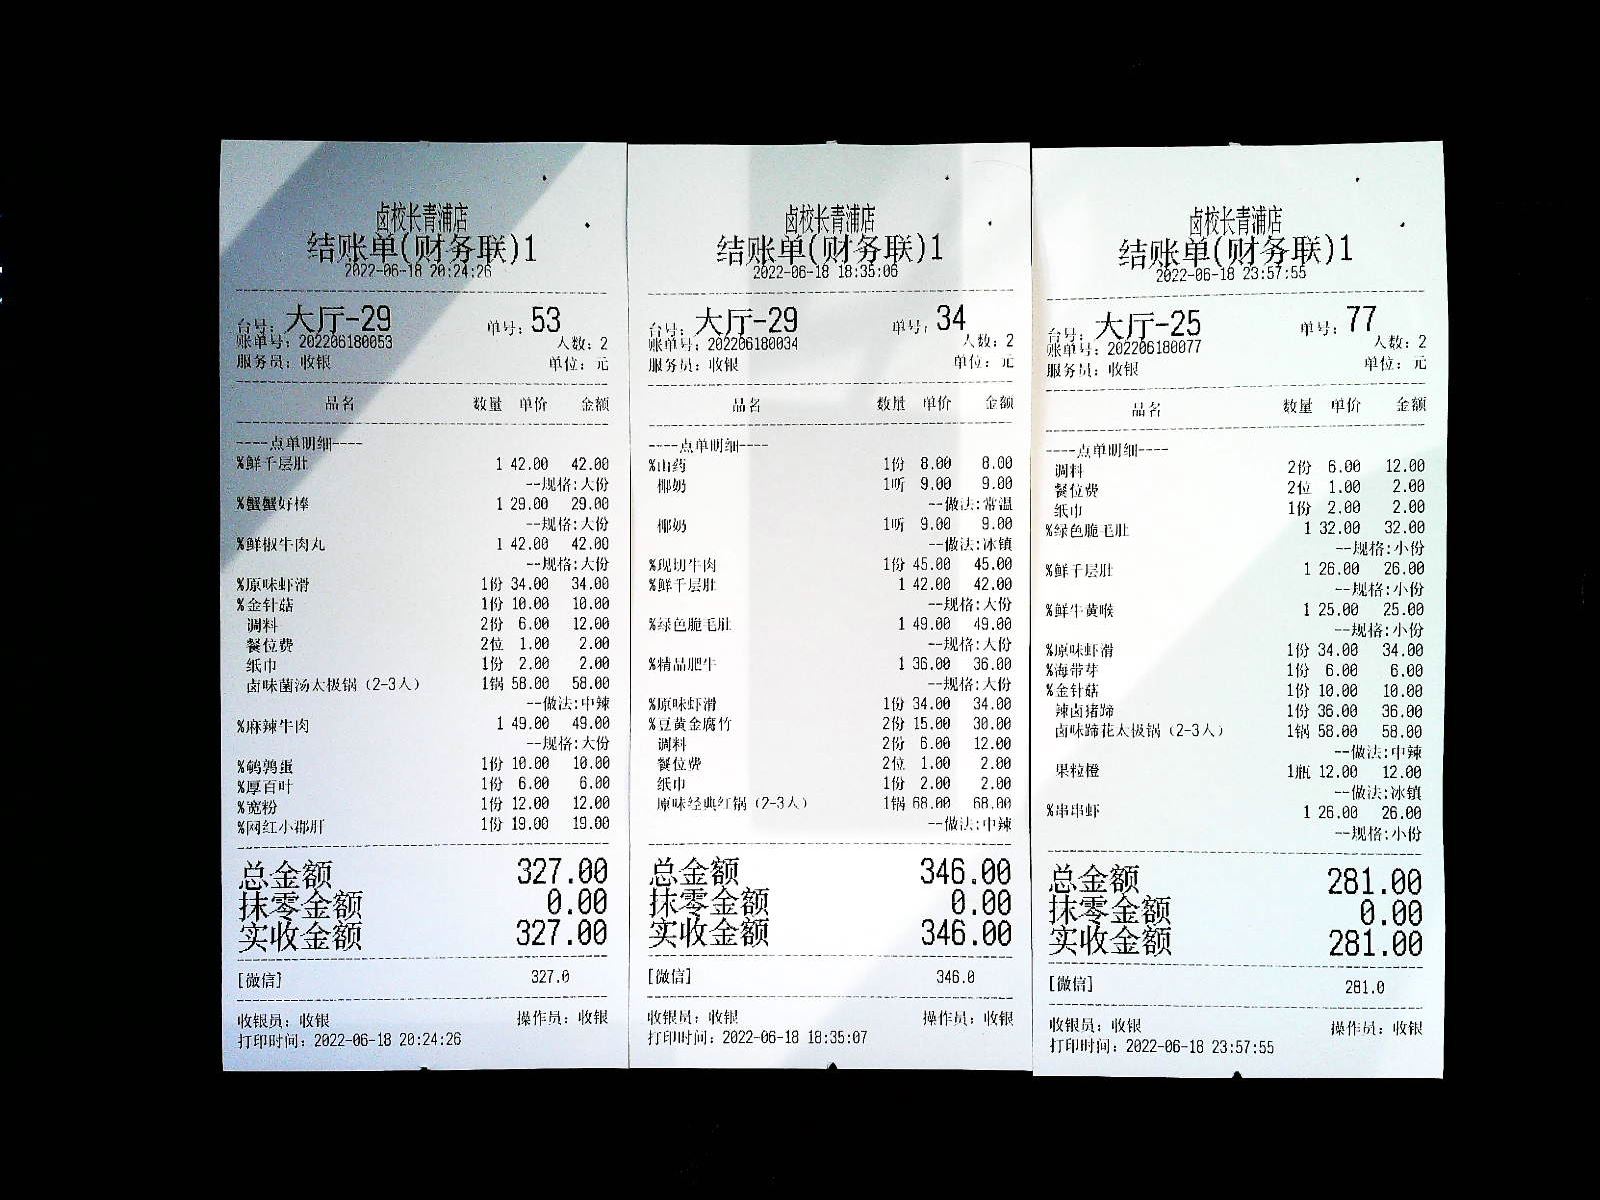 卤校长青浦店
结账单(财务联)1
2022-06-18 20:24:26
台号: 大厅-29 单号: 53
账单号: 202206180053 人数: 2
服务员: 收银 单位: 元
品名 数量 单价 金额
----点单明细----
%鲜千层肚 1 42.00 42.00
--规格:大份
%蟹蟹好棒 1 29.00 29.00
--规格:大份
%鲜椒牛肉丸 1 42.00 42.00
--规格:大份
%原味虾滑 1份 34.00 34.00
%金针菇 1份 10.00 10.00
调料 2份 6.00 12.00
餐位费 2位 1.00 2.00
纸巾 1份 2.00 2.00
卤味菌汤太极锅（2-3人） 1锅 58.00 58.00
--做法:中辣
%麻辣牛肉 1 49.00 49.00
--规格:大份
%鹌鹑蛋 1份 10.00 10.00
%厚百叶 1份 6.00 6.00
%宽粉 1份 12.00 12.00
%网红小郡肝 1份 19.00 19.00
总金额 327.00
抹零金额 0.00
实收金额 327.00
[微信] 327.0
收银员: 收银 操作员: 收银
打印时间: 2022-06-18 20:24:26
卤校长青浦店
结账单(财务联)1
2022-06-18 18:35:06
台号: 大厅-29 单号: 34
账单号: 202206180034 人数: 2
服务员: 收银 单位: 元
品名 数量 单价 金额
----点单明细----
%山药 1份 8.00 8.00
椰奶 1听 9.00 9.00
--做法:常温
椰奶 1听 9.00 9.00
--做法:冰镇
%现切牛肉 1份 45.00 45.00
%鲜千层肚 1 42.00 42.00
--规格:大份
%绿色脆毛肚 1 49.00 49.00
--规格:大份
%精品肥牛 1 36.00 36.00
--规格:大份
%原味虾滑 1份 34.00 34.00
%豆黄金腐竹 2份 15.00 30.00
调料 2份 6.00 12.00
餐位费 2位 1.00 2.00
纸巾 1份 2.00 2.00
原味经典红锅（2-3人） 1锅 68.00 68.00
--做法:中辣
总金额 346.00
抹零金额 0.00
实收金额 346.00
[微信] 346.0
收银员: 收银 操作员: 收银
打印时间: 2022-06-18 18:35:07
卤校长青浦店
结账单(财务联)1
2022-06-18 23:57:55
台号: 大厅-25 单号: 77
账单号: 202206180077 人数: 2
服务员: 收银 单位: 元
品名 数量 单价 金额
----点单明细----
调料 2份 6.00 12.00
餐位费 2位 1.00 2.00
纸巾 1份 2.00 2.00
%绿色脆毛肚 1 32.00 32.00
--规格:小份
%鲜千层肚 1 26.00 26.00
--规格:小份
%鲜牛黄喉 1 25.00 25.00
--规格:小份
%原味虾滑 1份 34.00 34.00
%海带芽 1份 6.00 6.00
%金针菇 1份 10.00 10.00
辣卤猪蹄 1份 36.00 36.00
卤味蹄花太极锅（2-3人） 1锅 58.00 58.00
--做法:中辣
果粒橙 1瓶 12.00 12.00
--做法:冰镇
%串串虾 1 26.00 26.00
--规格:小份
总金额 281.00
抹零金额 0.00
实收金额 281.00
[微信] 281.0
收银员: 收银 操作员: 收银
打印时间: 2022-06-18 23:57:55